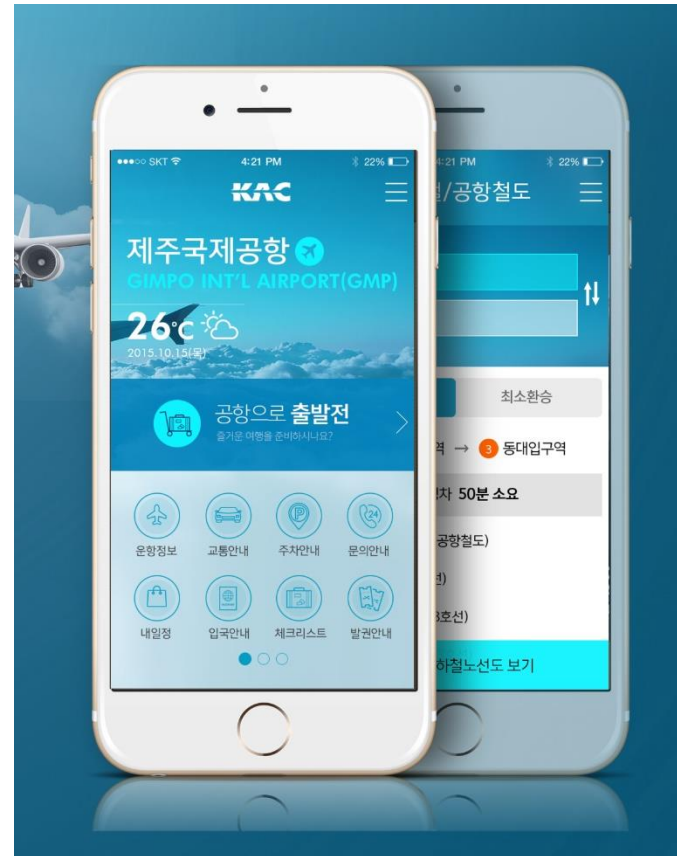 SKT 4:21 PM 22%
KAC
제주국제공항
GIMPO INT'L AIRPORT(GMP)
26°C
2015.10.15(목)
공항으로 출발전
즐거운 여행을 준비하시나요?
P
24
운항정보 교통안내 주차안내 문의안내
내일정 입국안내 체크리스트 발권안내
4:21 PM 22%
/공항철도
최소환승
역 → 3 동대입구역
차 50분 소요
공항철도)
선)
3호선)
하철노선도 보기